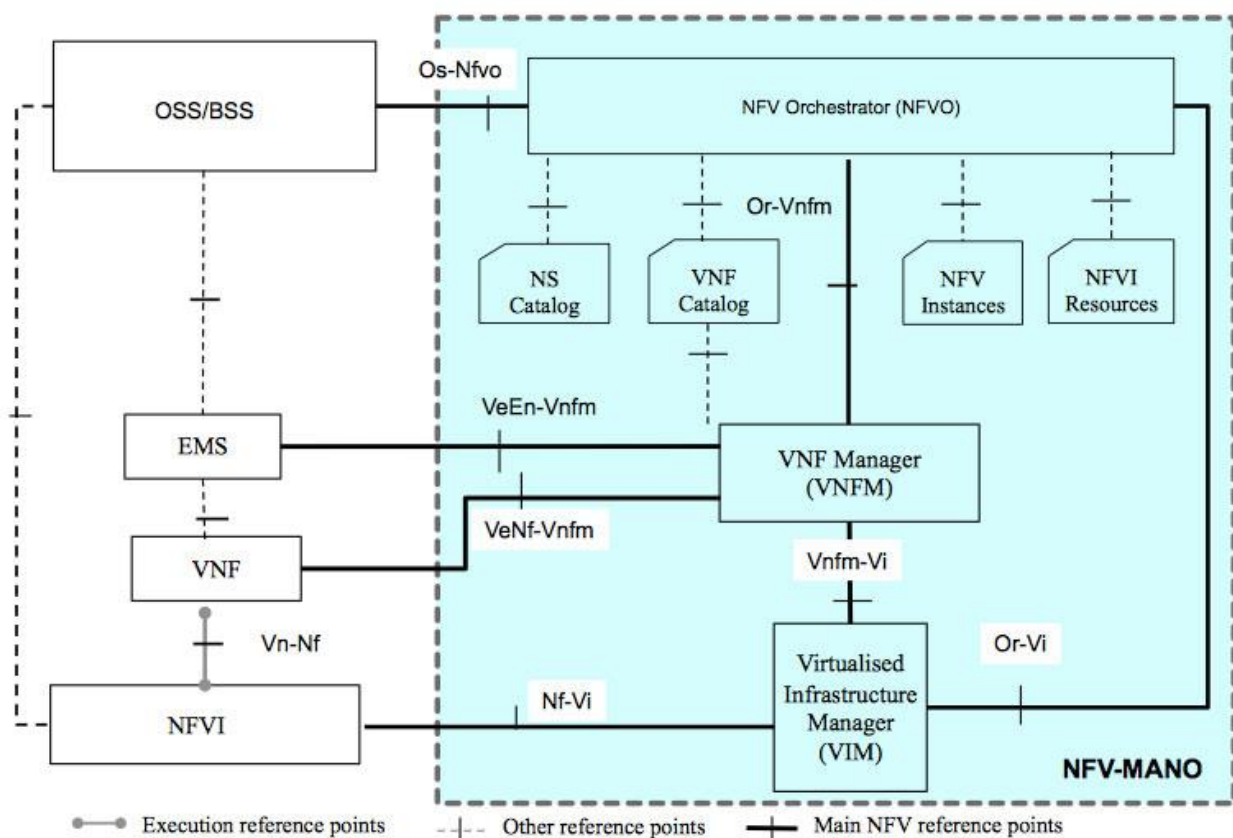 Os-Nfvo
OSS/BSS
NFV Orchestrator (NFVO)
Or-Vnfm
NS
Catalog
VNF
Catalog
NFV
Instances
NFVI
Resources
VeEn-Vnfm
EMS
VNF Manager
(VNFM)
VeNf-Vnfm
VNF
Vnfm-Vi
Vn-Nf
Or-Vi
Virtualised
Infrastructure
Manager
(VIM)
Nf-Vi
NFVI
NFV-MANO
Execution reference points
Other reference points
Main NFV reference points